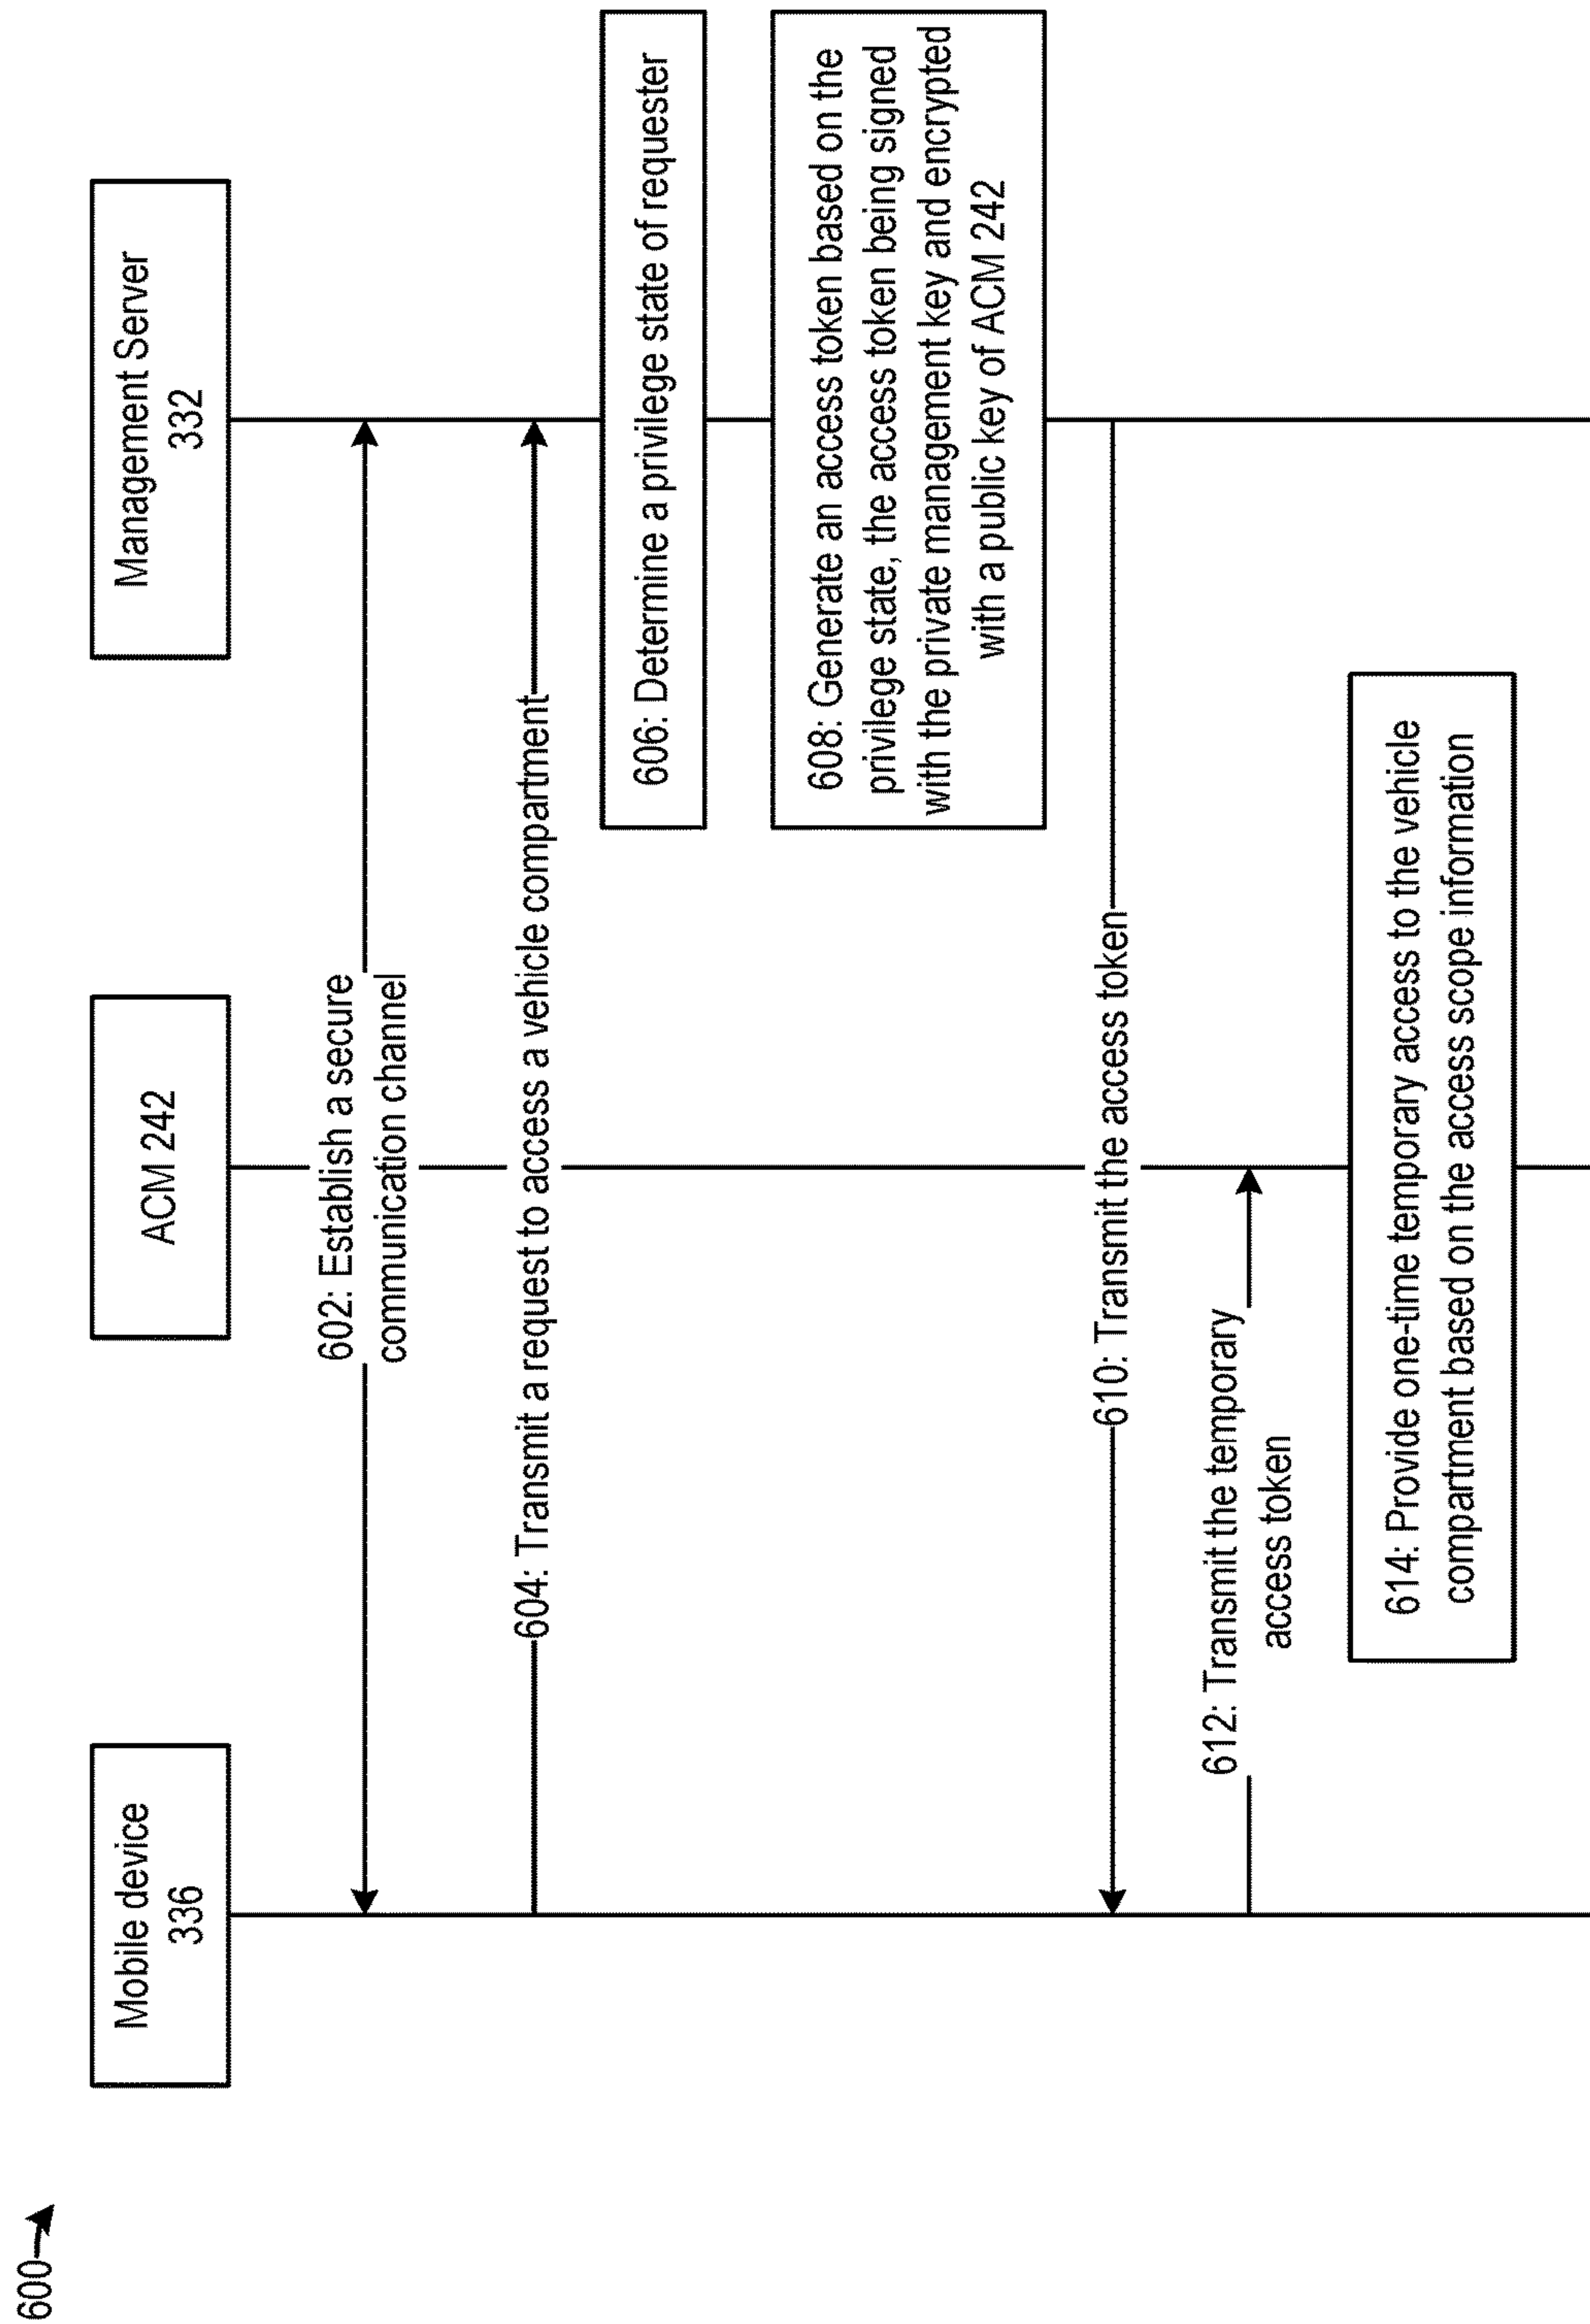 600
Mobile device
336
ACM 242
Management Server
332
602: Establish a secure
communication channel
604: Transmit a request to access a vehicle compartment
606: Determine a privilege state of requester
608: Generate an access token based on the
privilege state, the access token being signed
with the private management key and encrypted
with a public key of ACM 242
610: Transmit the access token
612: Transmit the temporary
access token
614: Provide one-time temporary access to the vehicle
compartment based on the access scope information